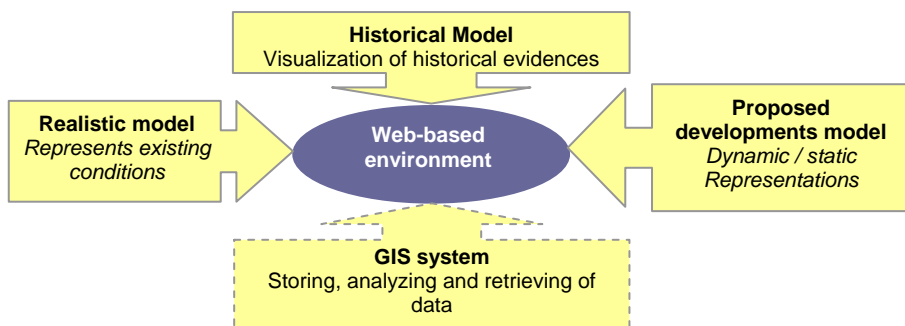 Historical Model
Visualization of historical evidences
Realistic model
Represents existing
conditions
Web-based
environment
Proposed
developments model
Dynamic / static
Representations
GIS system
Storing, analyzing and retrieving of
data